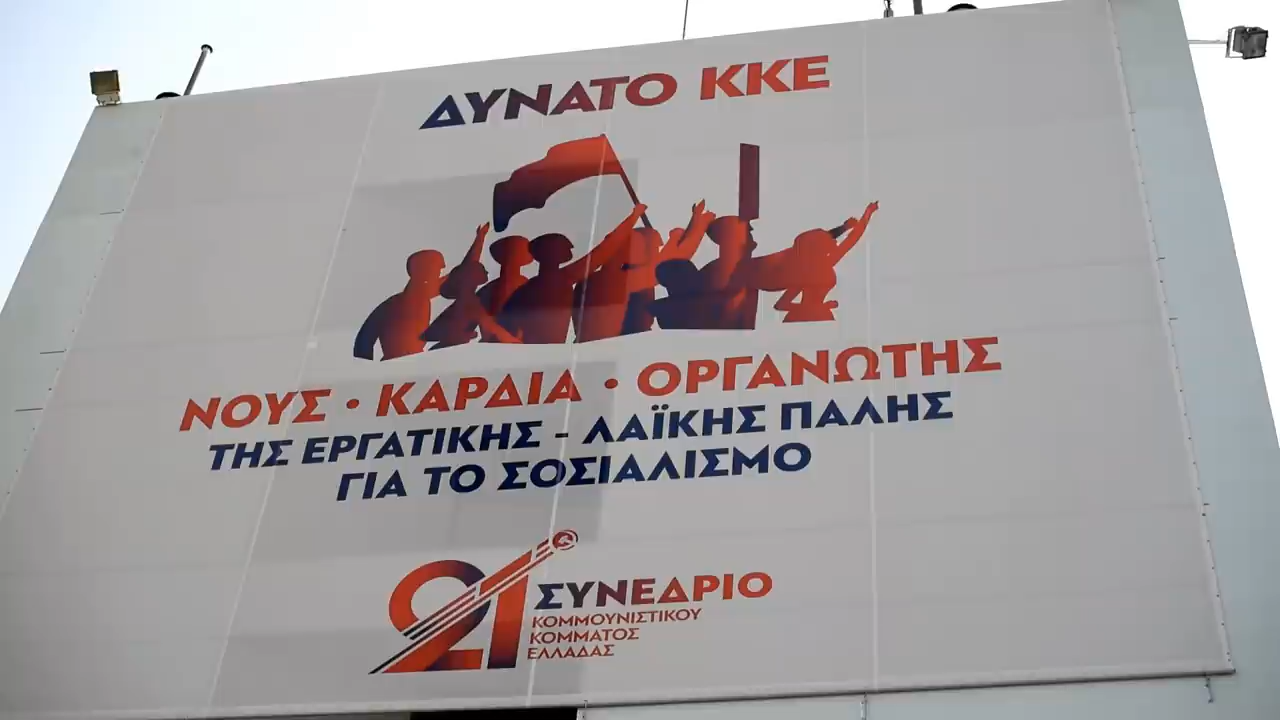 ΔΥΝΑΤΟ ΚΚΕ
ΝΟΥΣ • ΚΑΡΔΙΑ • ΟΡΓΑΝΩΤΗΣ
ΤΗΣ ΕΡΓΑΤΙΚΗΣ - ΛΑΪΚΗΣ ΠΑΛΗΣ
ΓΙΑ ΤΟ ΣΟΣΙΑΛΙΣΜΟ
21 ΣΥΝΕΔΡΙΟ
ΚΟΜΜΟΥΝΙΣΤΙΚΟΥ
ΚΟΜΜΑΤΟΣ
ΕΛΛΑΔΑΣ